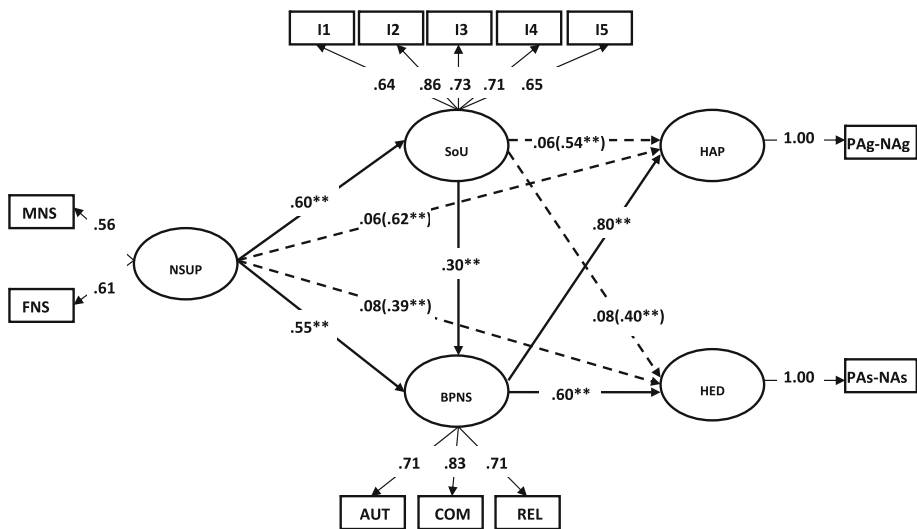 I1 I2 I3 I4 I5
.64 .86 .73 .71 .65
SoU
.06(.54**)
HAP
1.00
PAg-NAg
MNS
.56
.60**
.06(.62**)
.80**
NSUP
.30**
.61
FNS
.08(.39**)
.08(.40**)
.55**
BPNS
.60**
HED
1.00
PAs-NAs
.71 .83 .71
AUT COM REL